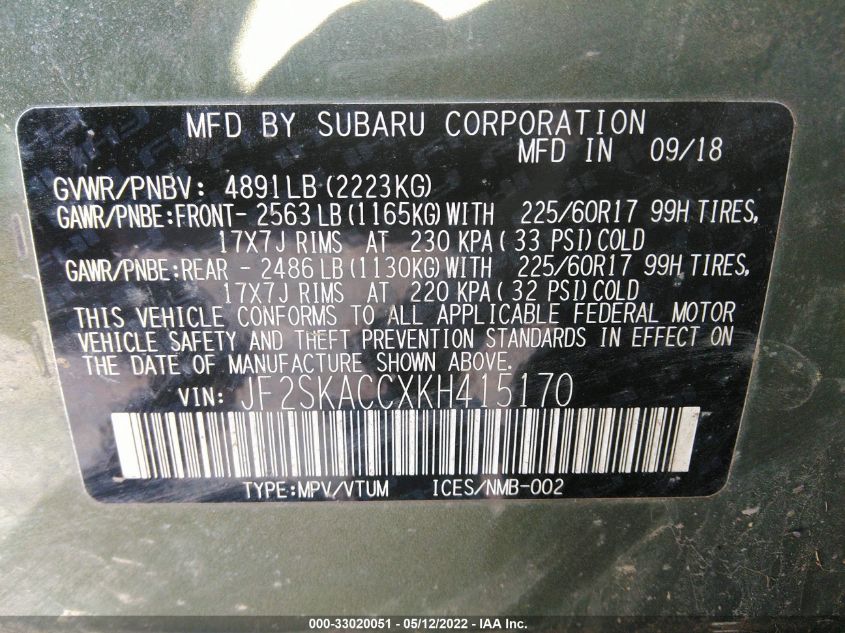 MFD BY SUBARU CORPORATION
MFD IN 09/18
GVWR/PNBV: 4891LB (2223KG)
GAWR/PNBE:FRONT- 2563 LB (1165KG) WITH 225/60R17 99H TIRES,
17X7J RIMS AT 230 KPA ( 33 PSI) COLD
GAWR/PNBE:REAR - 2486 LB (1130KG) WITH 225/60R17 99H TIRES,
17X7J RIMS AT 220 KPA ( 32 PSI) COLD
THIS VEHICLE CONFORMS TO ALL APPLICABLE FEDERAL MOTOR
VEHICLE SAFETY AND THEFT PREVENTION STANDARDS IN EFFECT ON
THE DATE OF MANUFACTURE SHOWN ABOVE.
VIN: JF2SKACCXKH415170
TYPE:MPV/VTUM ICES/NMB-002
000-33020051 - 05/12/2022 - IAA Inc.